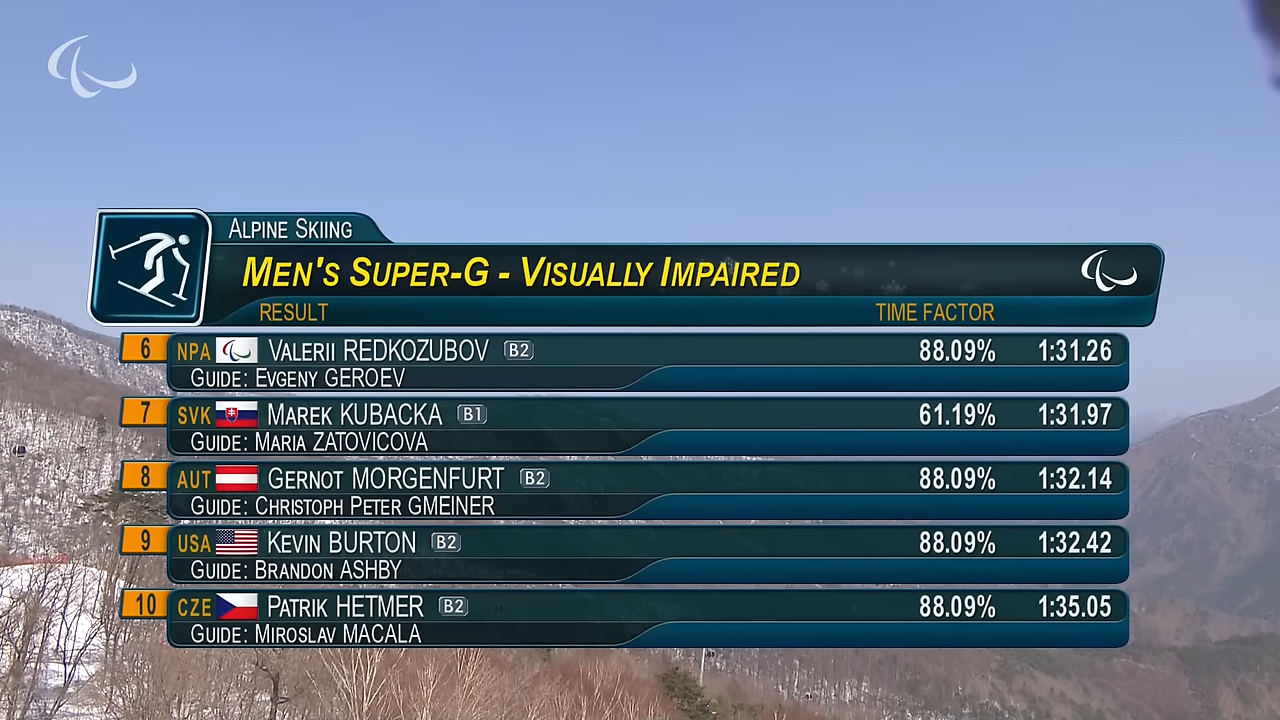 ALPINE SKIING
MEN'S SUPER-G - VISUALLY IMPAIRED
RESULT TIME FACTOR
6 NPA VALERII REDKOZUBOV B2 88.09% 1:31.26
GUIDE: EVGENY GEROEV
7 SVK MAREK KUBACKA B1 61.19% 1:31.97
GUIDE: MARIA ZATOVICOVA
8 AUT GERNOT MORGENFURT B2 88.09% 1:32.14
GUIDE: CHRISTOPH PETER GMEINER
9 USA KEVIN BURTON B2 88.09% 1:32.42
GUIDE: BRANDON ASHBY
10 CZE PATRIK HETMER B2 88.09% 1:35.05
GUIDE: MIROSLAV MACALA